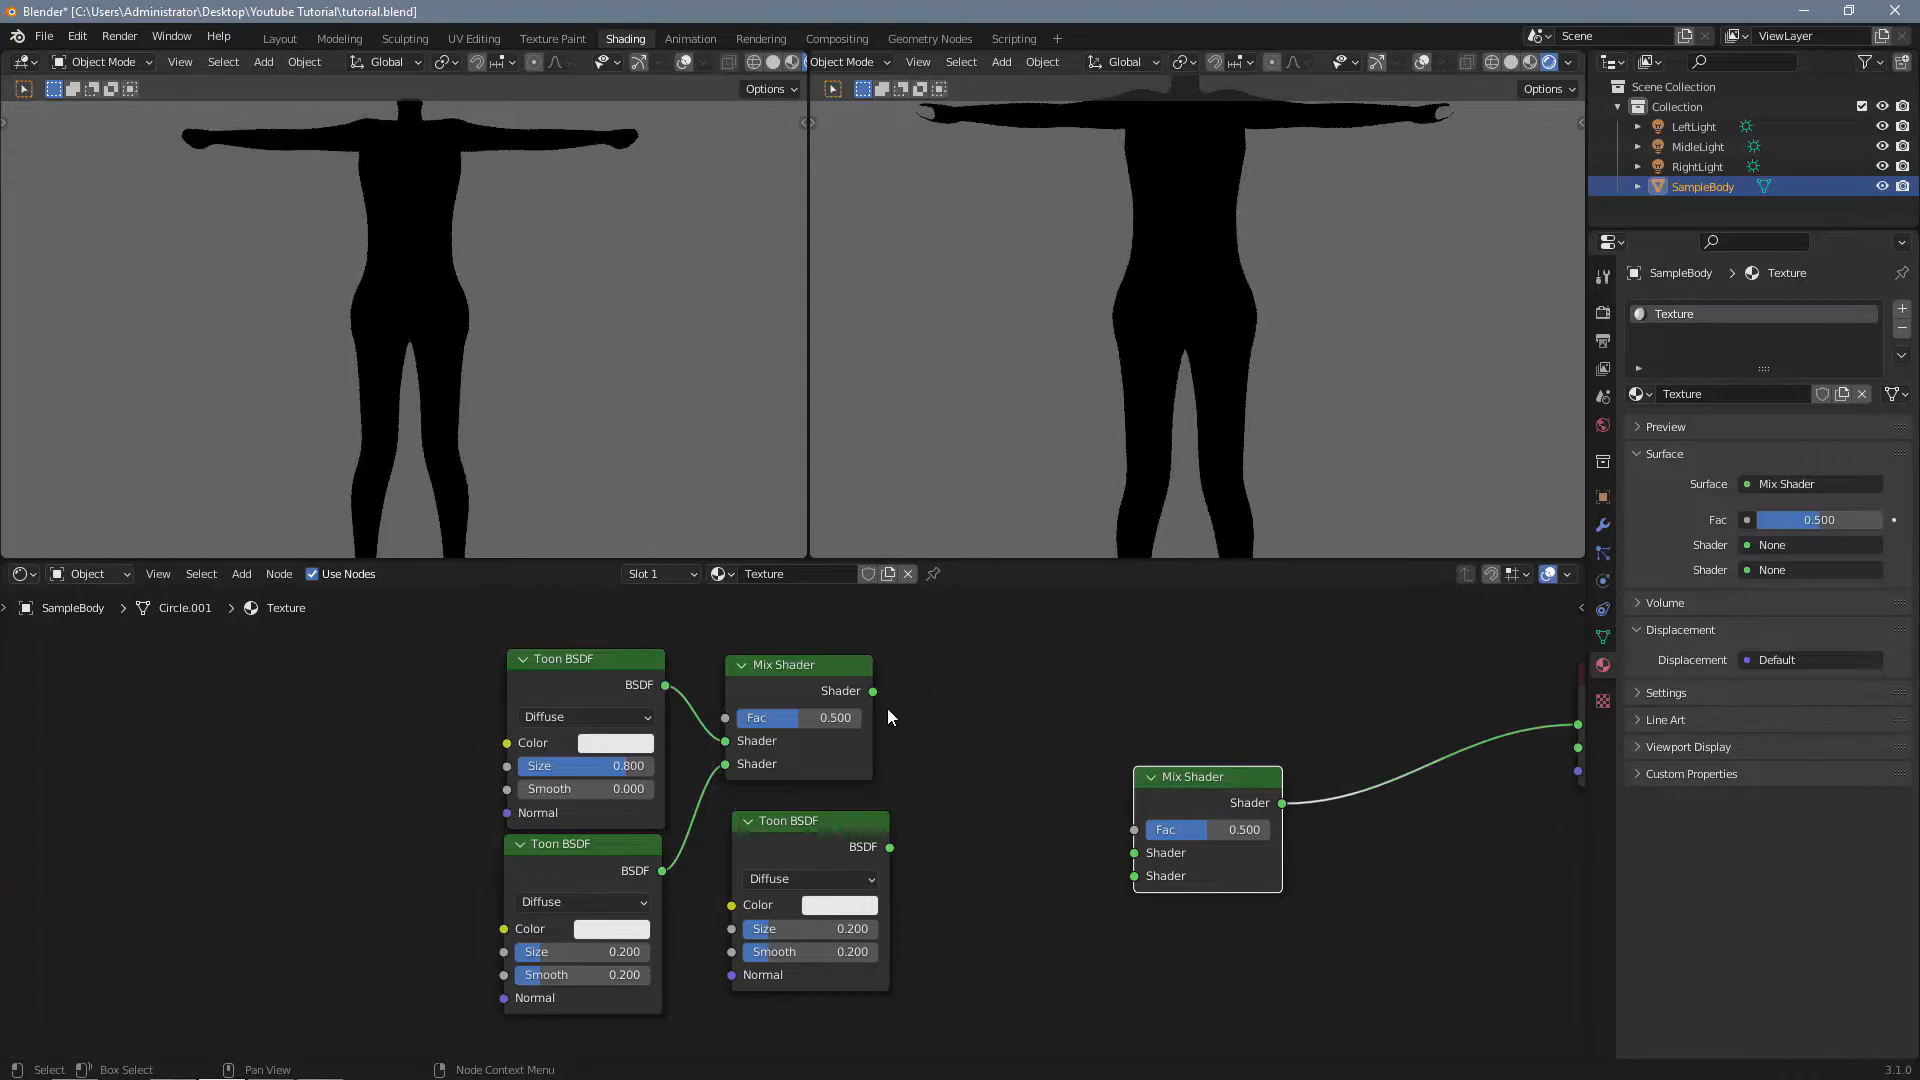 Blender* [C:\Users\Administrator\Desktop\Youtube Tutorial\tutorial.blend]
File Edit Render Window Help Layout Modeling Sculpting UV Editing Texture Paint Shading Animation Rendering Compositing Geometry Nodes Scripting + Scene ViewLayer
Object Mode View Select Add Object Global Object Mode View Select Add Object Global
Options Options
Scene Collection
Collection
LeftLight
MidleLight
RightLight
SampleBody
SampleBody > Texture
Texture
Texture
Preview
Surface
Surface Mix Shader
Fac 0.500
Shader None
Shader None
Volume
Displacement
Displacement Default
Settings
Line Art
Viewport Display
Custom Properties
Object View Select Add Node Use Nodes Slot 1 Texture
SampleBody > Circle.001 > Texture
Toon BSDF
BSDF
Diffuse
Color
Size 0.800
Smooth 0.000
Normal
Toon BSDF
BSDF
Diffuse
Color
Size 0.200
Smooth 0.200
Normal
Mix Shader
Shader
Fac 0.500
Shader
Shader
Toon BSDF
BSDF
Diffuse
Color
Size 0.200
Smooth 0.200
Normal
Mix Shader
Shader
Fac 0.500
Shader
Shader
Select Box Select Pan View Node Context Menu 3.1.0